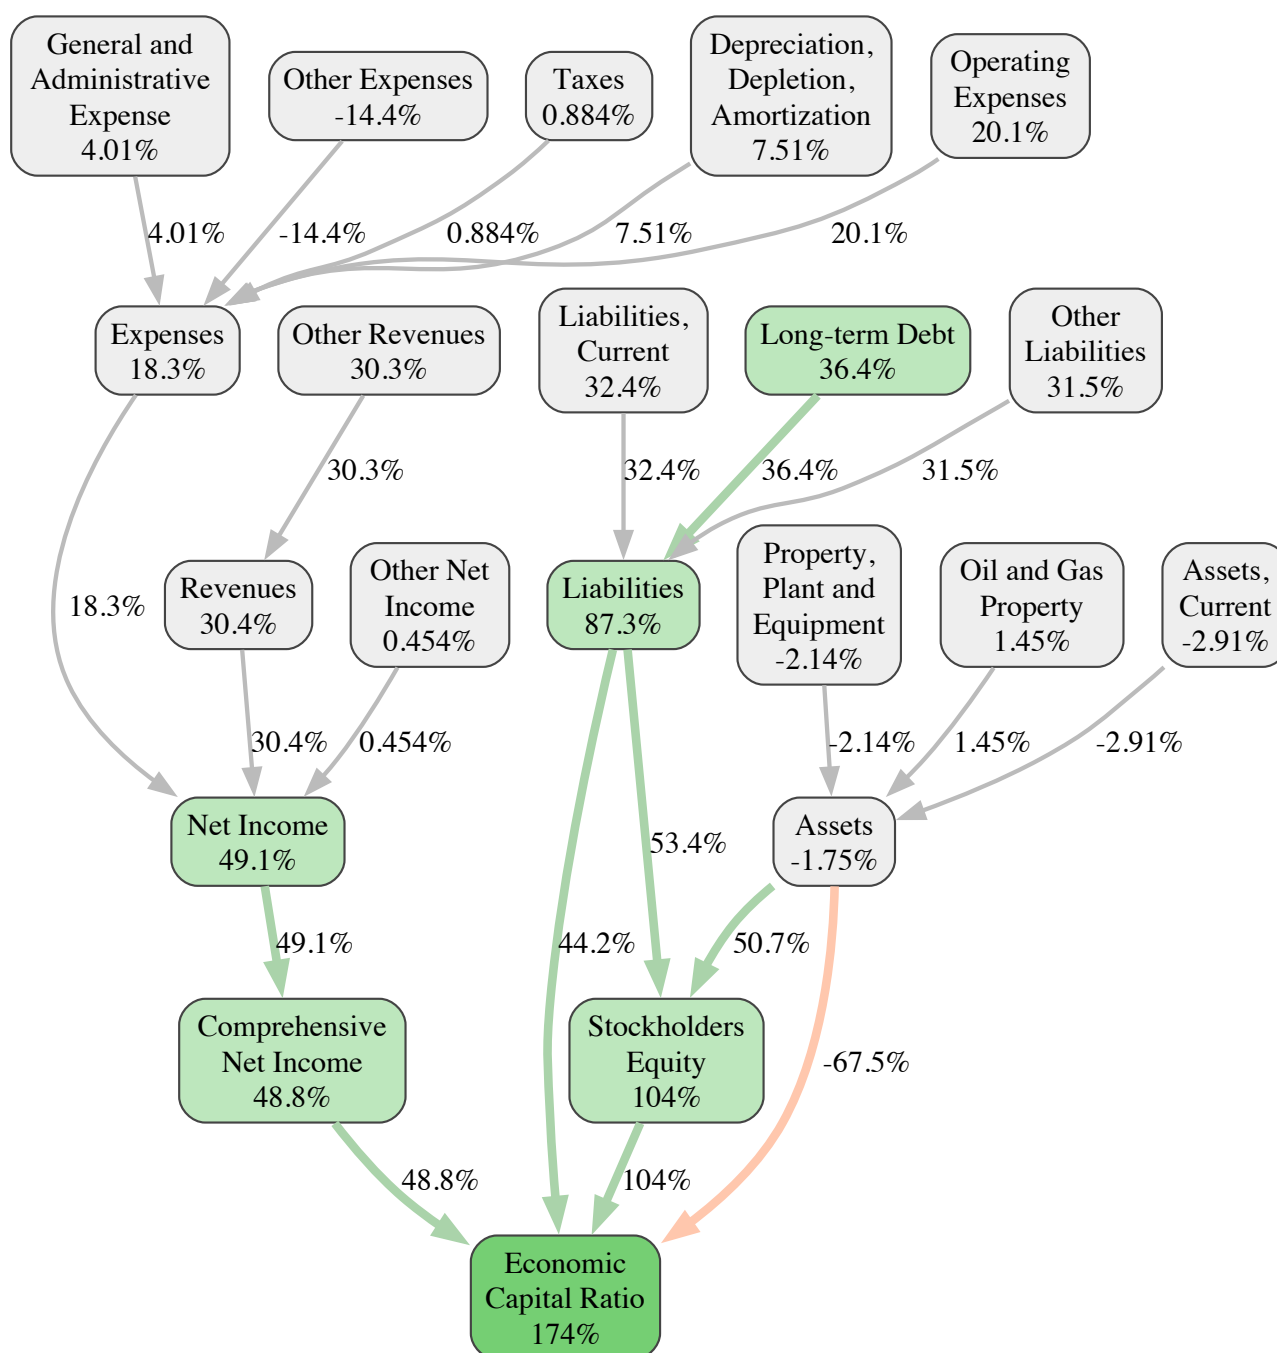 General and
Administrative
Expense
4.01%
Other Expenses
-14.4%
Taxes
0.884%
Depreciation,
Depletion,
Amortization
7.51%
Operating
Expenses
20.1%
4.01%
-14.4%
0.884%
7.51%
20.1%
Expenses
18.3%
Other Revenues
30.3%
Liabilities,
Current
32.4%
Long-term Debt
36.4%
Other
Liabilities
31.5%
30.3%
32.4%
36.4%
31.5%
18.3%
Revenues
30.4%
Other Net
Income
0.454%
Liabilities
87.3%
Property,
Plant and
Equipment
-2.14%
Oil and Gas
Property
1.45%
Assets,
Current
-2.91%
30.4%
0.454%
-2.14%
1.45%
-2.91%
Net Income
49.1%
53.4%
Assets
-1.75%
49.1%
44.2%
50.7%
Comprehensive
Net Income
48.8%
Stockholders
Equity
104%
-67.5%
48.8%
104%
Economic
Capital Ratio
174%